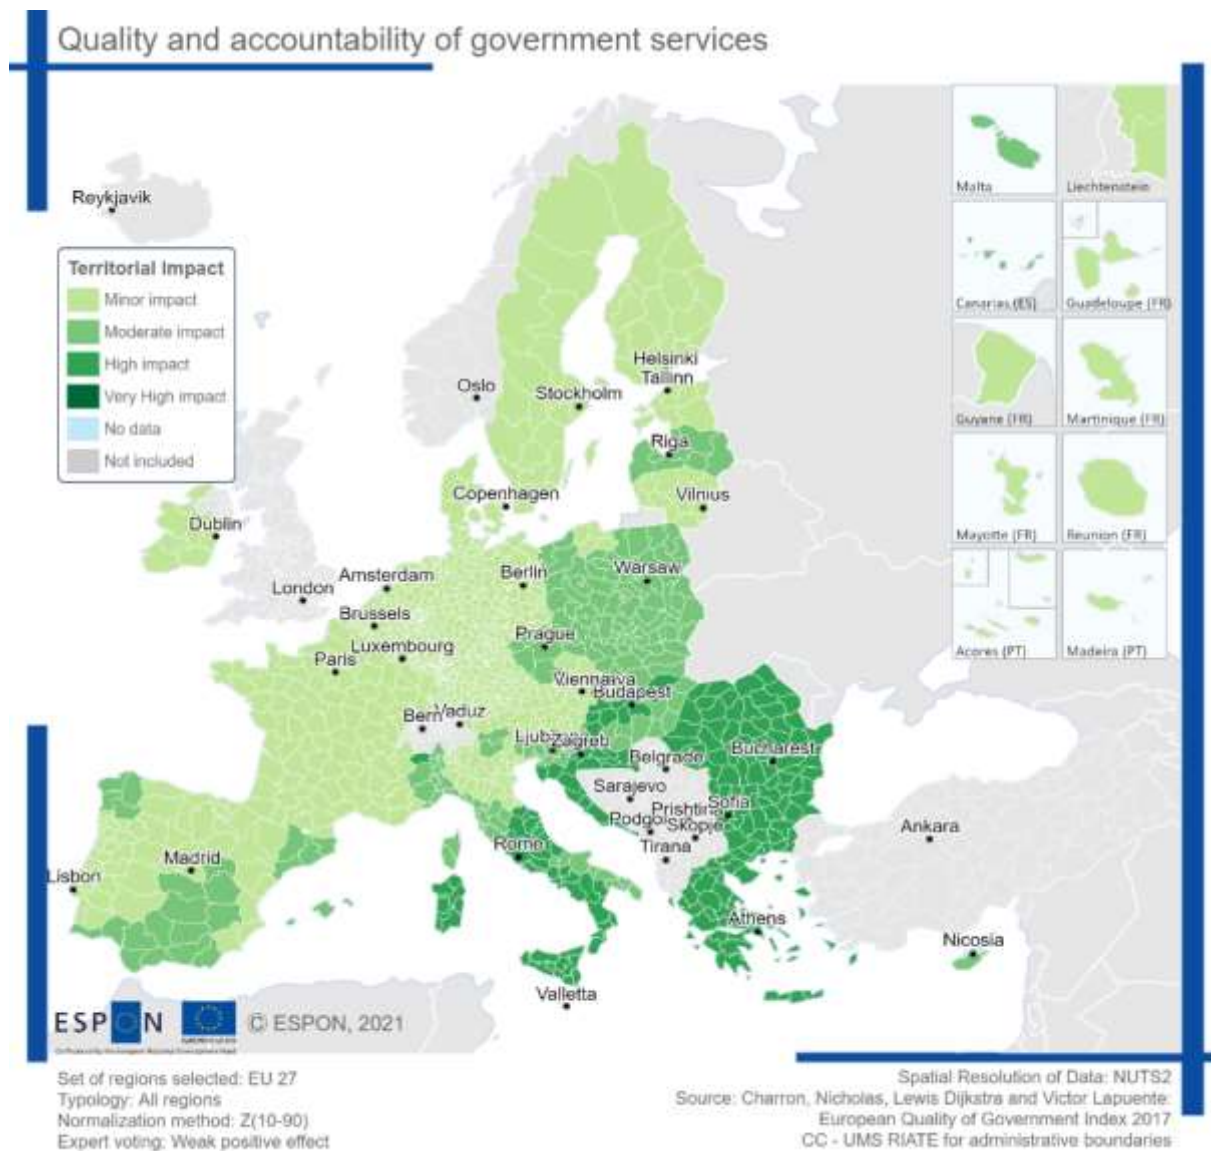 Quality and accountability of government services
Reykjavik
Territorial Impact
Minor impact
Moderate impact
High impact
Very High impact
No data
Not included
Malta
Liechtenstein
Canarias (ES)
Guadeloupe (FR)
Guyane (FR)
Martinique (FR)
Mayotte (FR)
Reunion (FR)
Acores (PT)
Madeira (PT)
Oslo
Helsinki
Tallinn
Stockholm
Riga
Copenhagen
Vilnius
Dublin
Amsterdam
Berlin
Warsaw
London
Brussels
Prague
Luxembourg
Paris
Budapest
Bern
Vaduz
Zagreb
Bucharest
Belgrade
Sarajevo
Sofia
Skopje
Tirana
Rome
Ankara
Madrid
Lisbon
Athens
Nicosia
Valletta
ESPON
© ESPON, 2021
Set of regions selected: EU 27
Typology: All regions
Normalization method: Z(10-90)
Expert voting: Weak positive effect
Spatial Resolution of Data: NUTS2
Source: Charron, Nicholas, Lewis Dijkstra and Victor Lapuente:
European Quality of Government Index 2017
CC - UMS RIATE for administrative boundaries